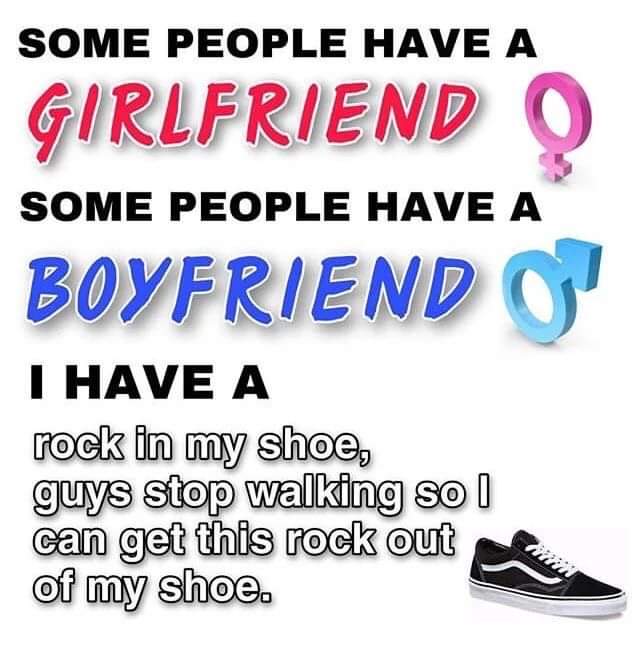 SOME PEOPLE HAVE A
GIRLFRIEND
SOME PEOPLE HAVE A
BOYFRIEND
I HAVE A
rock in my shoe,
guys stop walking so I
can get this rock out
of my shoe.